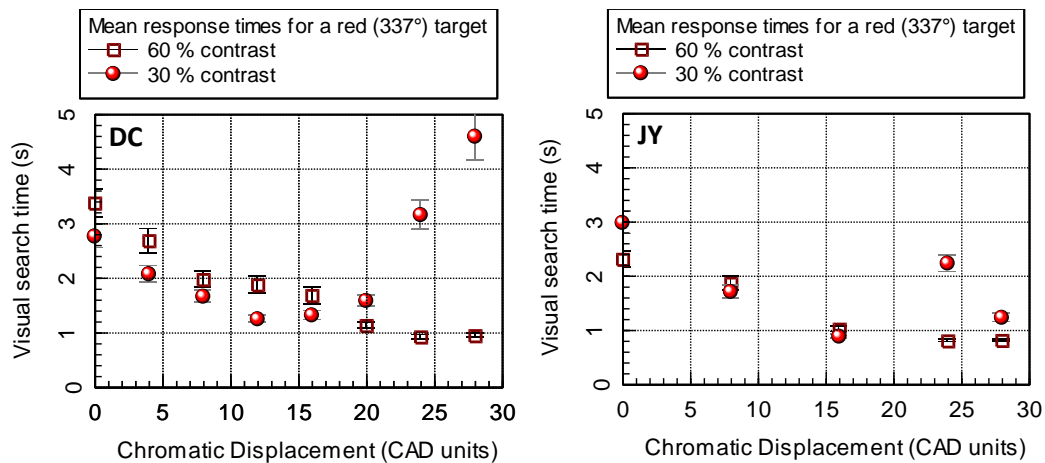 Mean response times for a red (337°) target
60 % contrast
30 % contrast
DC
Visual search time (s)
0
1
2
3
4
5
0 5 10 15 20 25 30
Chromatic Displacement (CAD units)
Mean response times for a red (337°) target
60 % contrast
30 % contrast
JY
Visual search time (s)
0
1
2
3
4
5
0 5 10 15 20 25 30
Chromatic Displacement (CAD units)